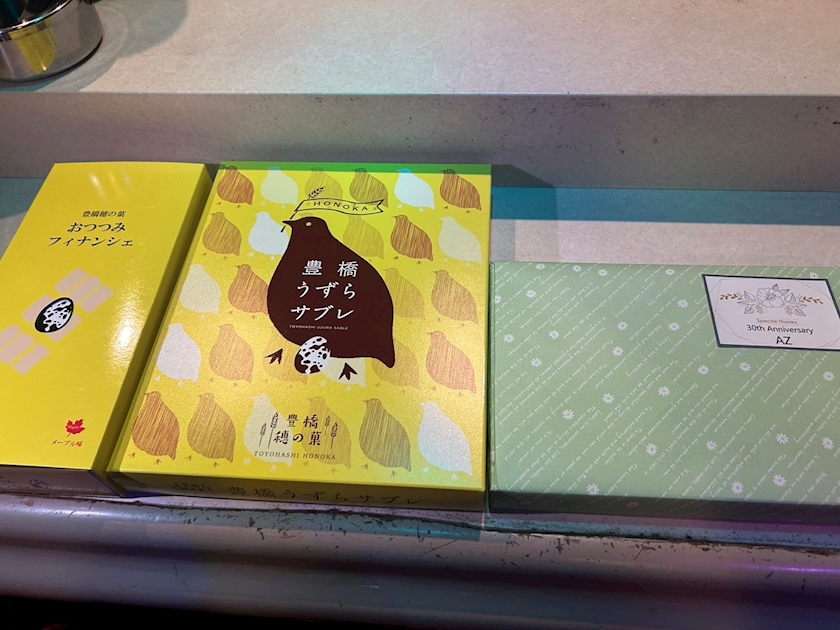 豊橋穂の菓
おつつみ
フィナンシェ
メープル味
HONOKA
豊橋
うずら
サブレ
TOYOHASHI UZURA SABLE
豊橋
穂の菓
TOYOHASHI HONOKA
豊橋うずらサブレ
Special Thanks
30th Anniversary
AZ